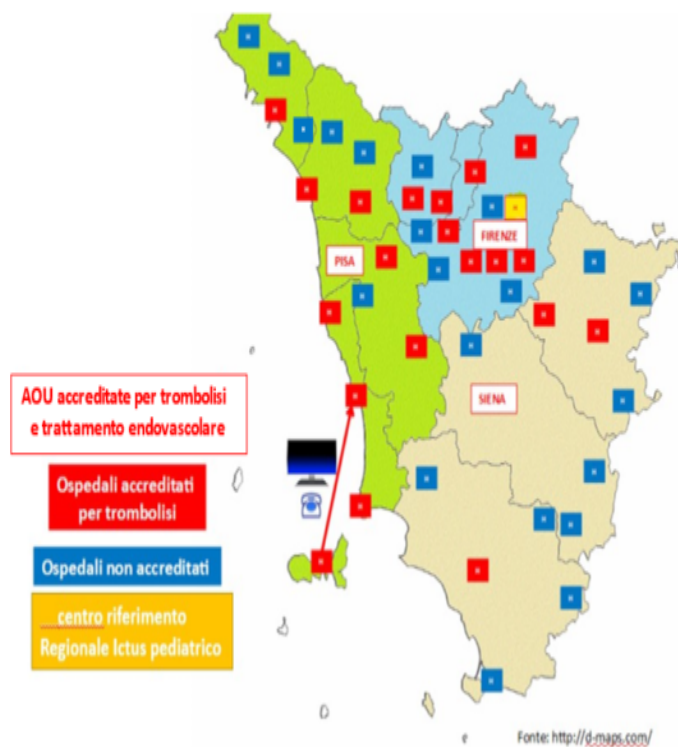 FIRENZE
PISA
SIENA
AOU accreditate per trombolisi
e trattamento endovascolare
Ospedali accreditati
per trombolisi
Ospedali non accreditati
centro riferimento
Regionale Ictus pediatrico
Fonte: http://d-maps.com/